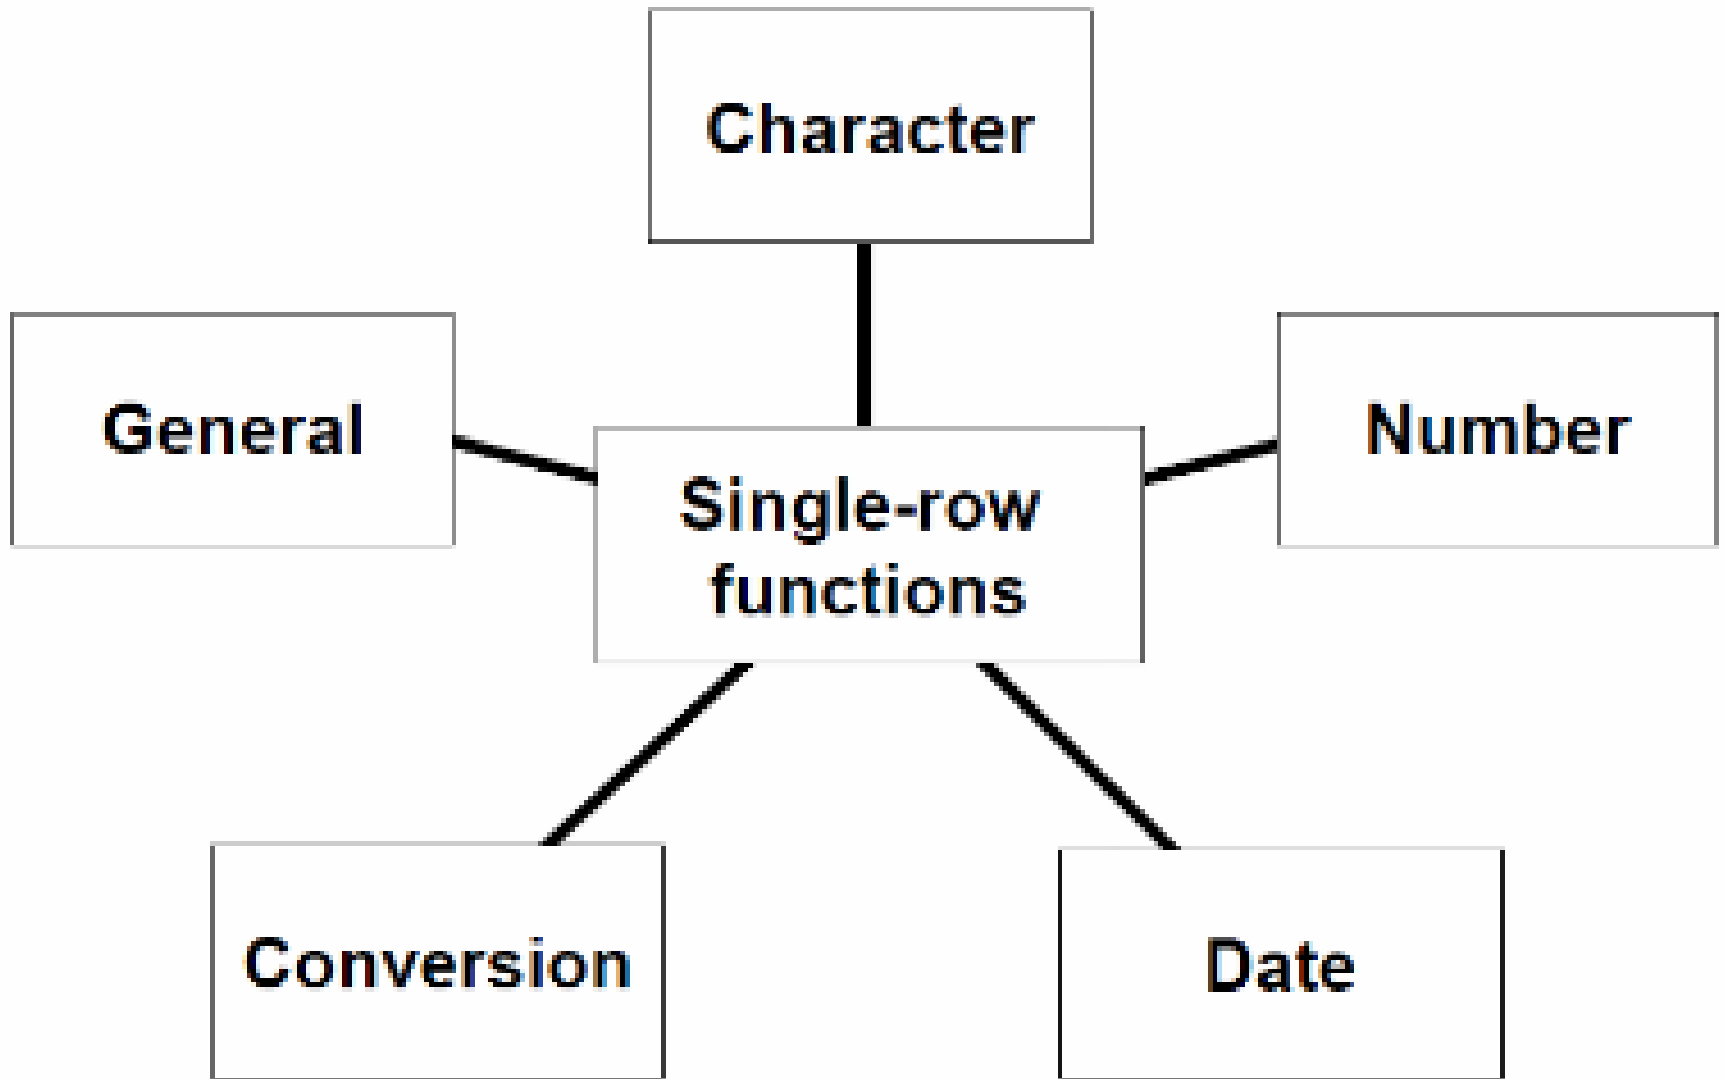 Character
General
Number
Single-row
functions
Conversion
Date